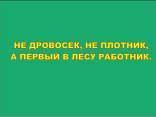 НЕ ДРОВОСЕК, НЕ ПЛОТНИК,
А ПЕРВЫЙ В ЛЕСУ РАБОТНИК.